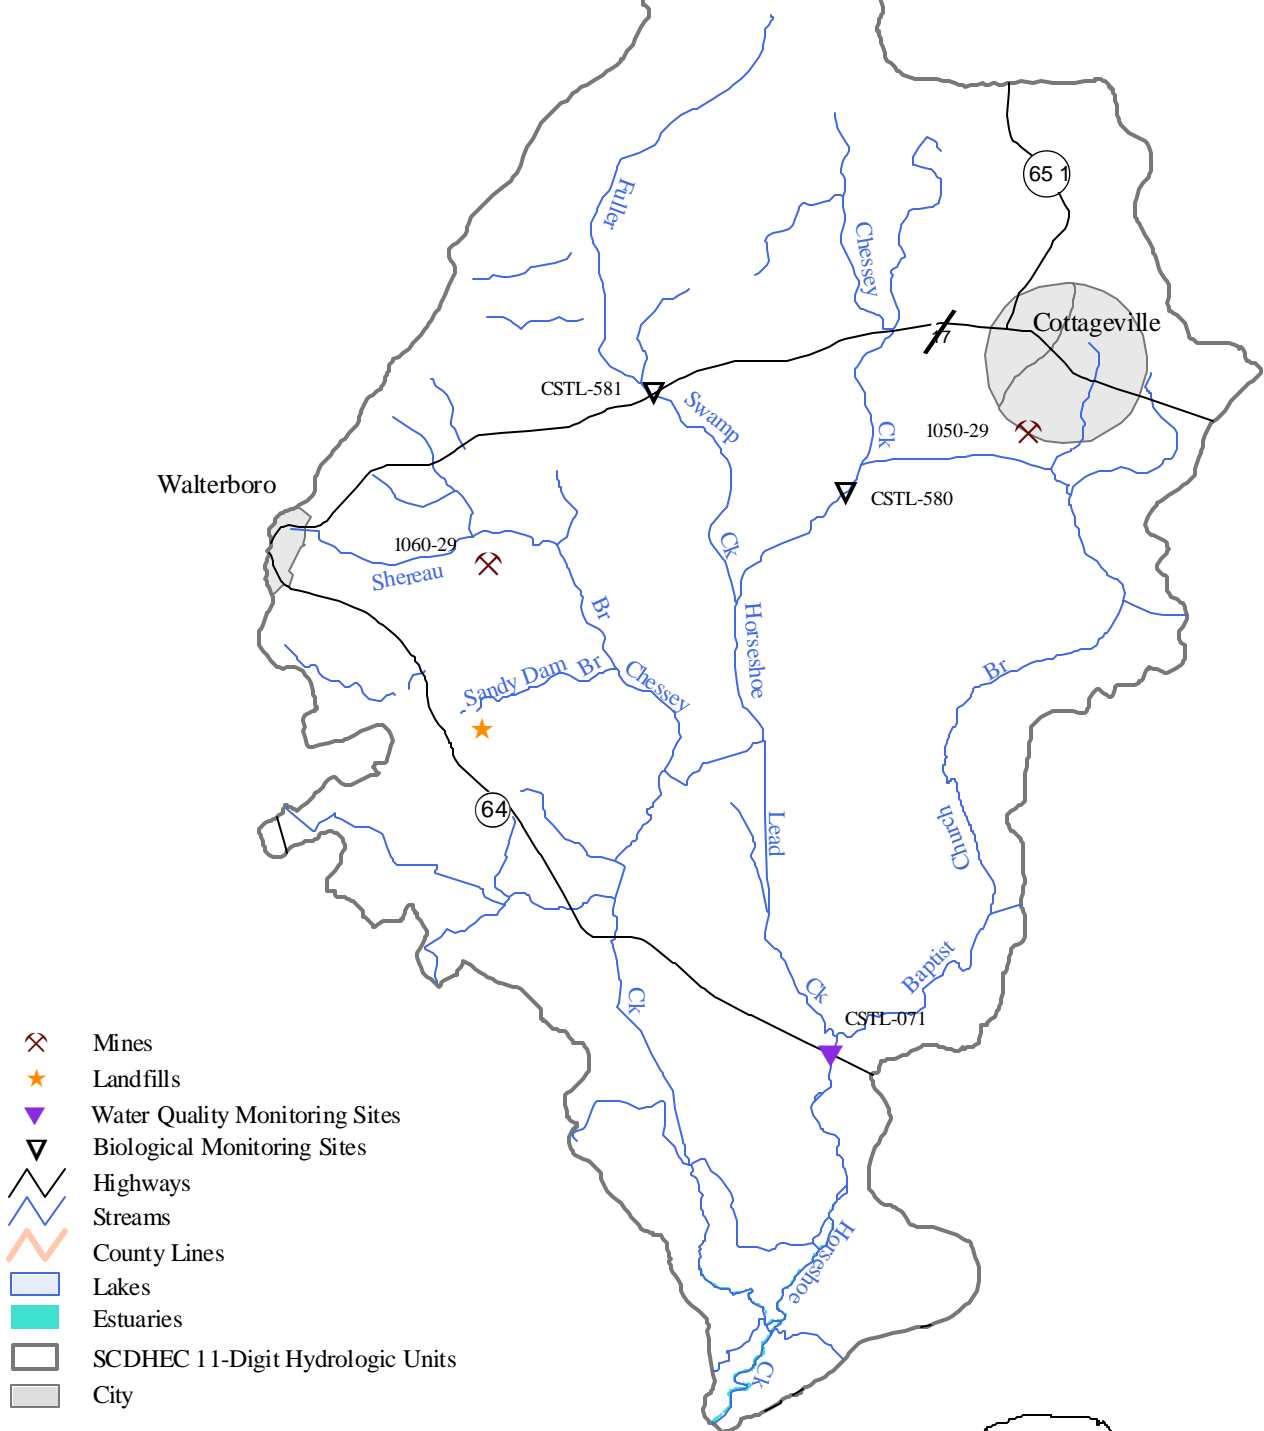 65 1
Fuller
Chessey
Cottageville
17
CSTL-581
Swamp
Ck
1050-29
Walterboro
CSTL-580
1060-29
Ck
Shereau
Br
Horseshoe
Sandy Dam Br
Chessey
Br
64
Lead
Church
Baptist
Ck
Ck
CSTL-071
Horseshoe
Ck
Mines
Landfills
Water Quality Monitoring Sites
Biological Monitoring Sites
Highways
Streams
County Lines
Lakes
Estuaries
SCDHEC 11-Digit Hydrologic Units
City